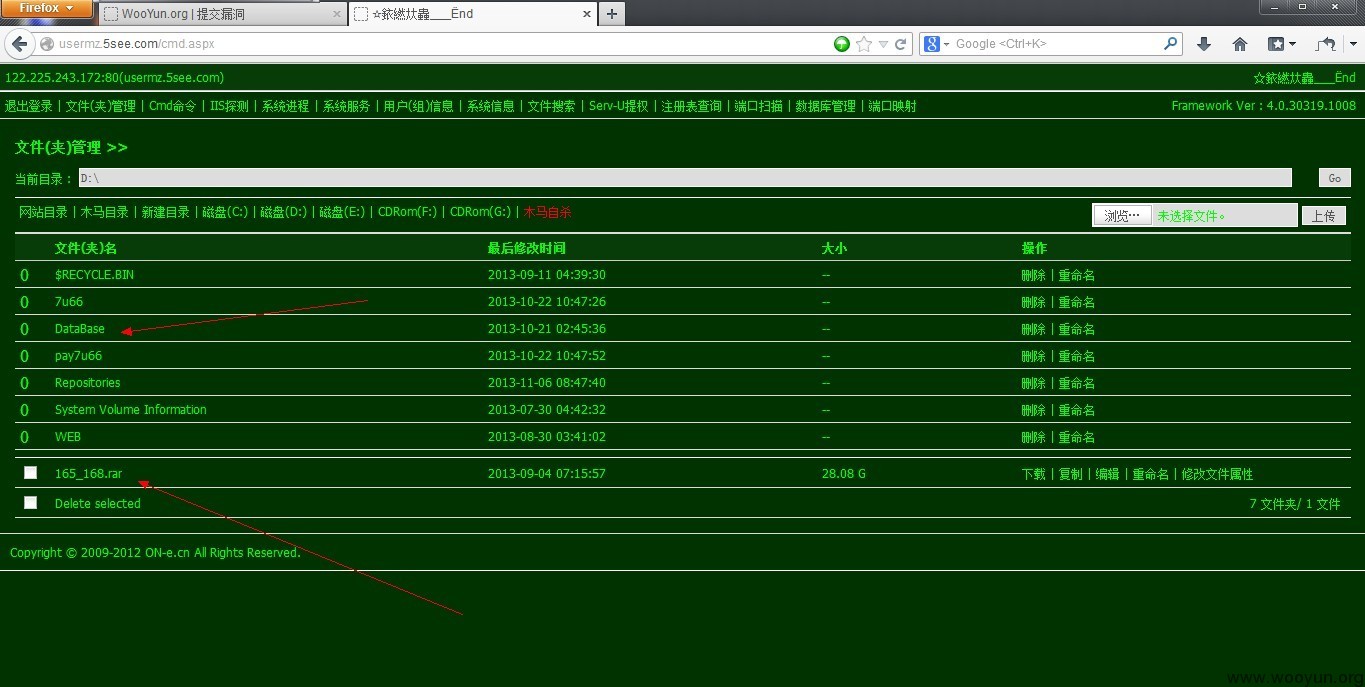 Firefox
WooYun.org | 提交漏洞
☆銥繎炏驫___Ёnd
usermz.5see.com/cmd.aspx
Google <Ctrl+K>
122.225.243.172:80(usermz.5see.com)
☆銥繎炏驫___Ёnd
退出登录 | 文件(夹)管理 | Cmd命令 | IIS探测 | 系统进程 | 系统服务 | 用户(组)信息 | 系统信息 | 文件搜索 | Serv-U提权 | 注册表查询 | 端口扫描 | 数据库管理 | 端口映射
Framework Ver : 4.0.30319.1008
文件(夹)管理 >>
当前目录 : D:\ Go
网站目录 | 木马目录 | 新建目录 | 磁盘(C:) | 磁盘(D:) | 磁盘(E:) | CDRom(F:) | CDRom(G:) | 木马自杀
浏览… 未选择文件。 上传
文件(夹)名 最后修改时间 大小 操作
0 $RECYCLE.BIN 2013-09-11 04:39:30 -- 删除 | 重命名
0 7u66 2013-10-22 10:47:26 -- 删除 | 重命名
0 DataBase 2013-10-21 02:45:36 -- 删除 | 重命名
0 pay7u66 2013-10-22 10:47:52 -- 删除 | 重命名
0 Repositories 2013-11-06 08:47:40 -- 删除 | 重命名
0 System Volume Information 2013-07-30 04:42:32 -- 删除 | 重命名
0 WEB 2013-08-30 03:41:02 -- 删除 | 重命名
165_168.rar 2013-09-04 07:15:57 28.08 G 下载 | 复制 | 编辑 | 重命名 | 修改文件属性
Delete selected 7 文件夹/ 1 文件
Copyright © 2009-2012 ON-e.cn All Rights Reserved.
www.wooyun.org